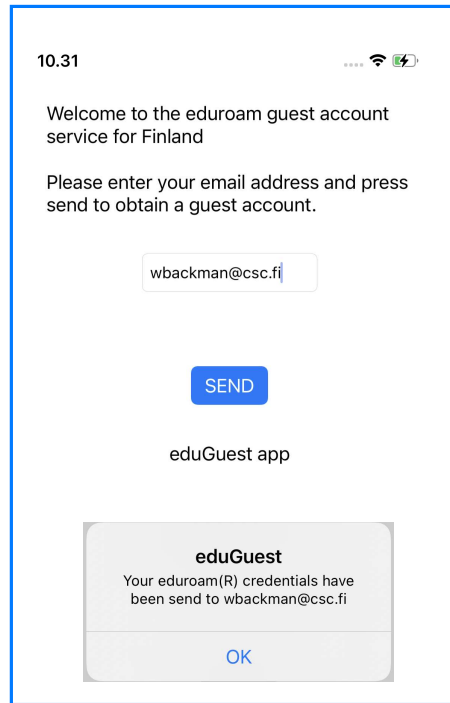 10.31
Welcome to the eduroam guest account
service for Finland
Please enter your email address and press
send to obtain a guest account.
wbackman@csc.fi
SEND
eduGuest app
eduGuest
Your eduroam(R) credentials have
been send to wbackman@csc.fi
OK